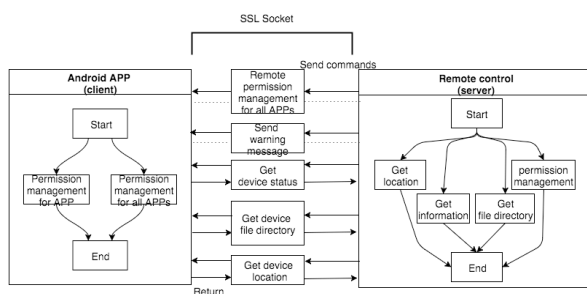 SSL Socket
Send commands
Android APP
(client)
Start
Permission
management
for APP
Permission
management
for all APPs
End
Remote
permission
management
for all APPs
Send
warning
message
Get
device status
Get device
file directory
Get device
location
Return
Remote control
(server)
Start
Get
location
permission
management
Get
information
Get
file directory
End